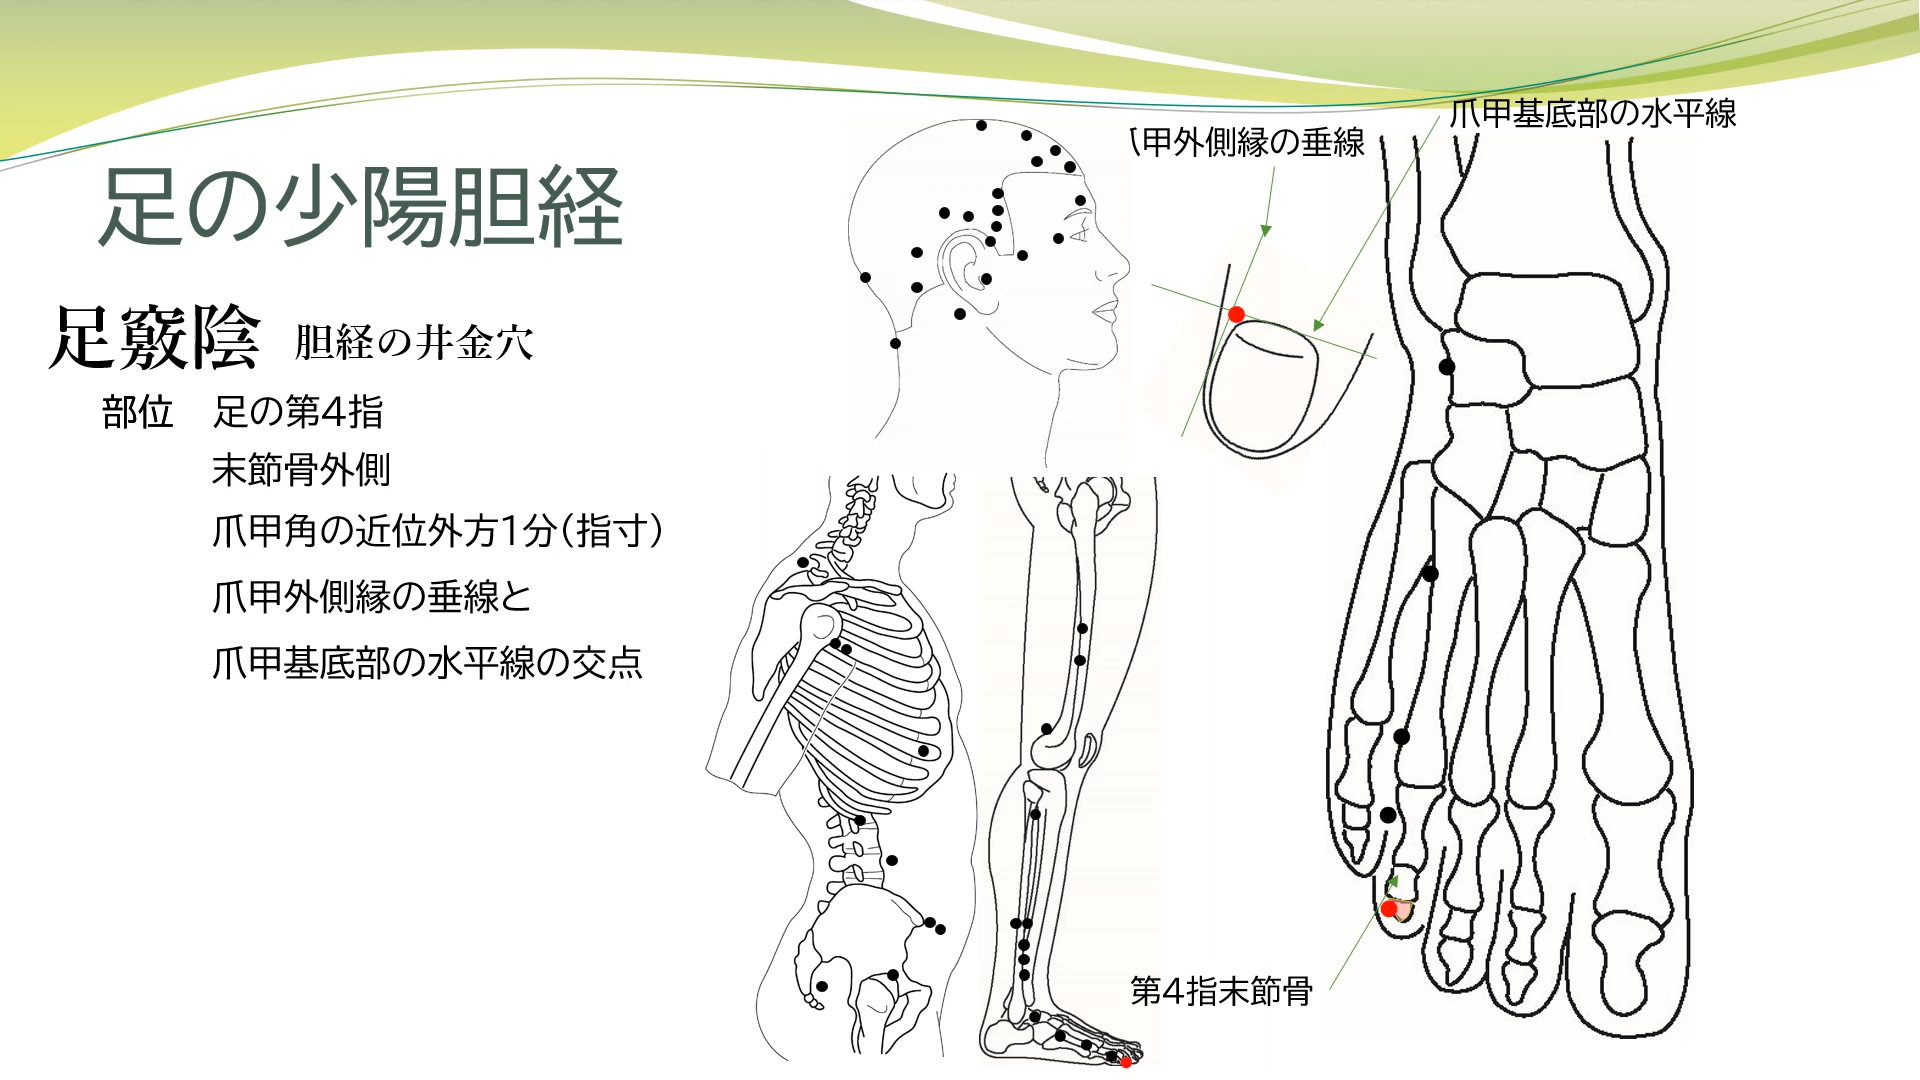 足の少陽胆経
足竅陰 胆経の井金穴
部位 足の第4指
末節骨外側
爪甲角の近位外方1分(指寸)
爪甲外側縁の垂線と
爪甲基底部の水平線の交点
甲外側縁の垂線
爪甲基底部の水平線
第4指末節骨